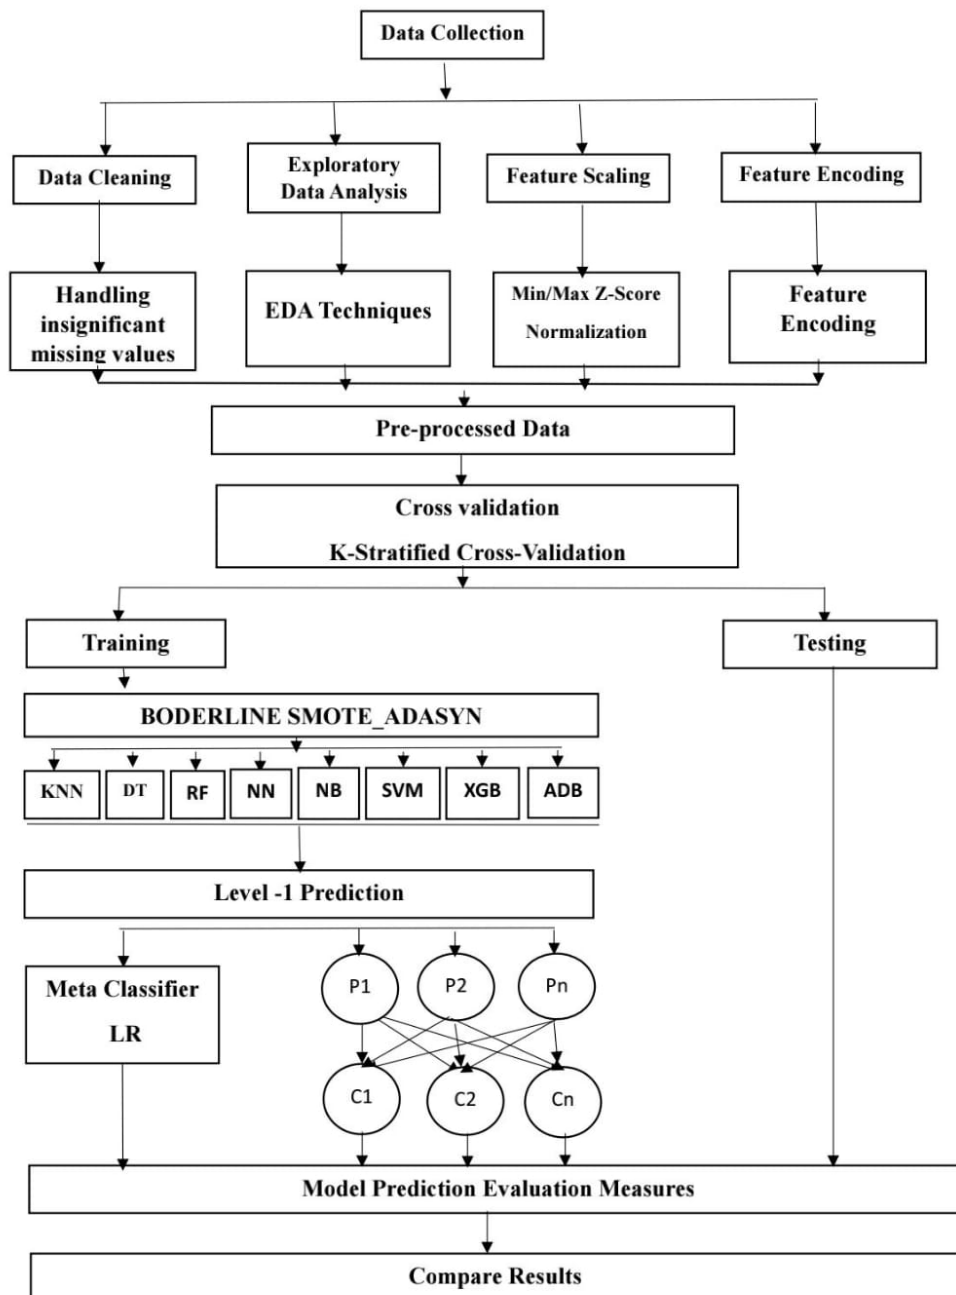 Data Collection
Data Cleaning
Exploratory
Data Analysis
Feature Scaling
Feature Encoding
Handling
insignificant
missing values
EDA Techniques
Min/Max Z-Score
Normalization
Feature
Encoding
Pre-processed Data
Cross validation
K-Stratified Cross-Validation
Training
Testing
BODERLINE SMOTE_ADASYN
KNN
DT
RF
NN
NB
SVM
XGB
ADB
Level -1 Prediction
Meta Classifier
LR
P1
P2
Pn
C1
C2
Cn
Model Prediction Evaluation Measures
Compare Results